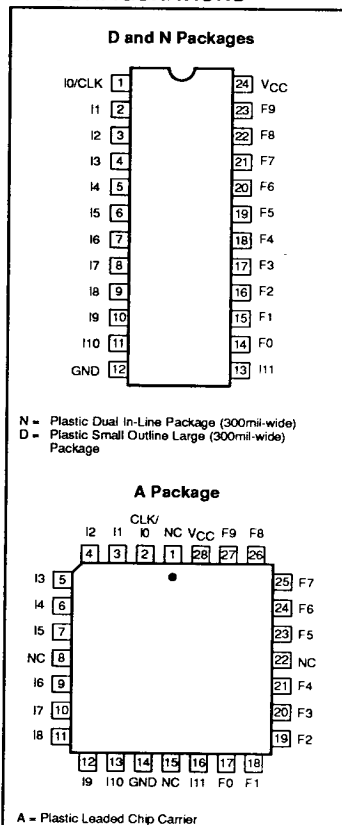 D and N Packages
I0/CLK 1 24 VCC
I1 2 23 F9
I2 3 22 F8
I3 4 21 F7
I4 5 20 F6
I5 6 19 F5
I6 7 18 F4
I7 8 17 F3
I8 9 16 F2
I9 10 15 F1
I10 11 14 F0
GND 12 13 I11
N = Plastic Dual In-Line Package (300mil-wide)
D = Plastic Small Outline Large (300mil-wide)
Package
A Package
CLK/
I2 I1 I0 NC VCC F9 F8
4 3 2 1 28 27 26
I3 5 25 F7
I4 6 24 F6
I5 7 23 F5
NC 8 22 NC
I6 9 21 F4
I7 10 20 F3
I8 11 19 F2
12 13 14 15 16 17 18
I9 I10 GND NC I11 F0 F1
A = Plastic Leaded Chip Carrier